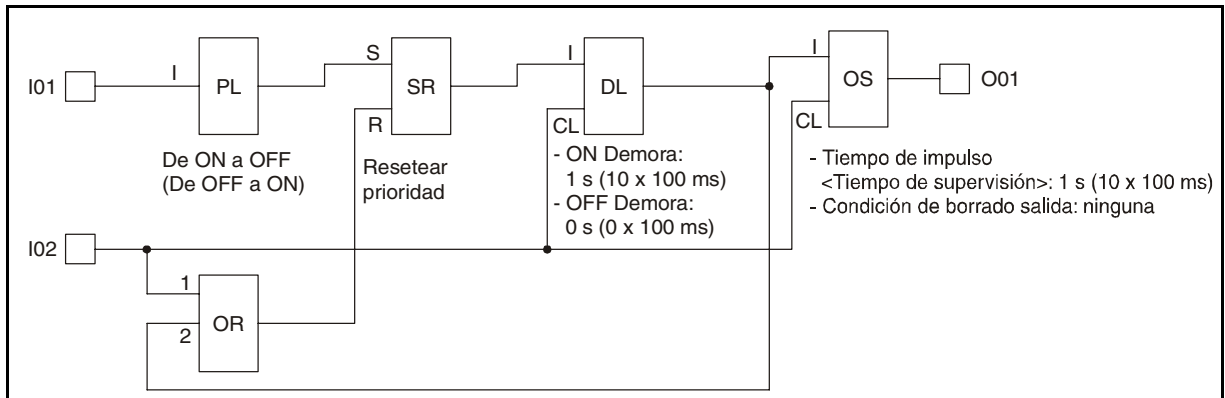 I01
I
PL
S
R
SR
I
CL
DL
I
CL
OS
O01
De ON a OFF
(De OFF a ON)
Resetear
prioridad
- ON Demora:
1 s (10 x 100 ms)
- OFF Demora:
0 s (0 x 100 ms)
- Tiempo de impulso
<Tiempo de supervisión>: 1 s (10 x 100 ms)
- Condición de borrado salida: ninguna
I02
1
2
OR